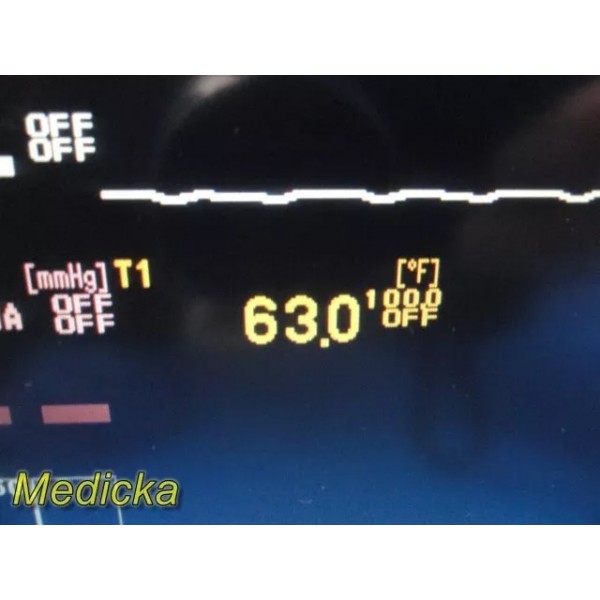 OFF
OFF
[mmHg] T1 [°F]
OFF
A OFF
63.0 100.0
OFF
Medicka